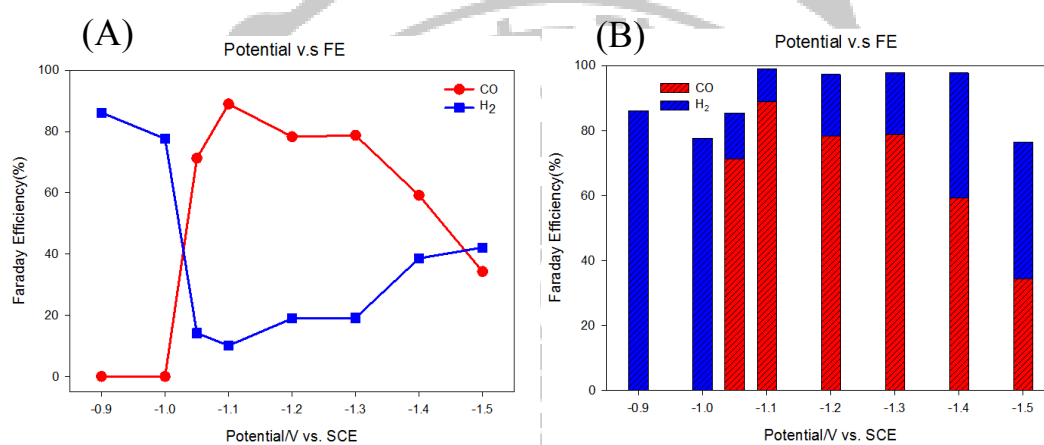 (A)
Potential v.s FE
Faraday Efficiency(%)
100
80
60
40
20
0
CO
H2
-0.9 -1.0 -1.1 -1.2 -1.3 -1.4 -1.5
Potential/V vs. SCE
(B)
Potential v.s FE
Faraday Efficiency(%)
100
80
60
40
20
0
CO
H2
-0.9 -1.0 -1.1 -1.2 -1.3 -1.4 -1.5
Potential/V vs. SCE